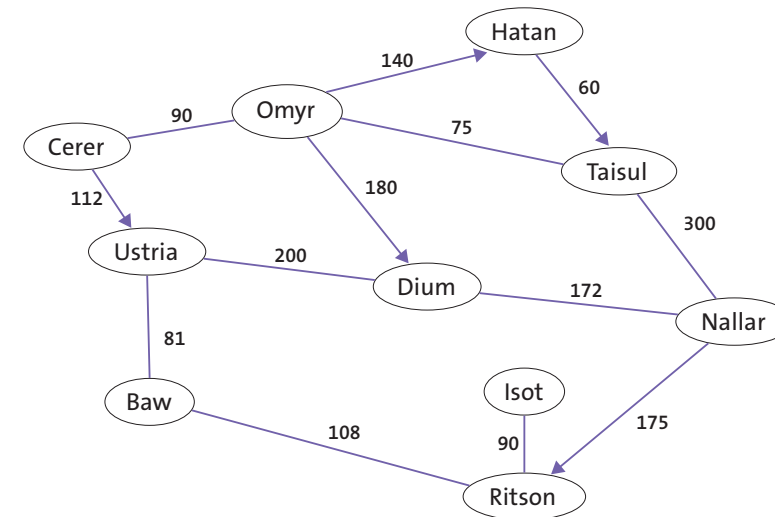 Hatan
140
60
90
Omyr
75
Cerer
Taisul
112
180
300
Ustria
200
Dium
172
Nallar
81
Isot
Baw
175
108
90
Ritson